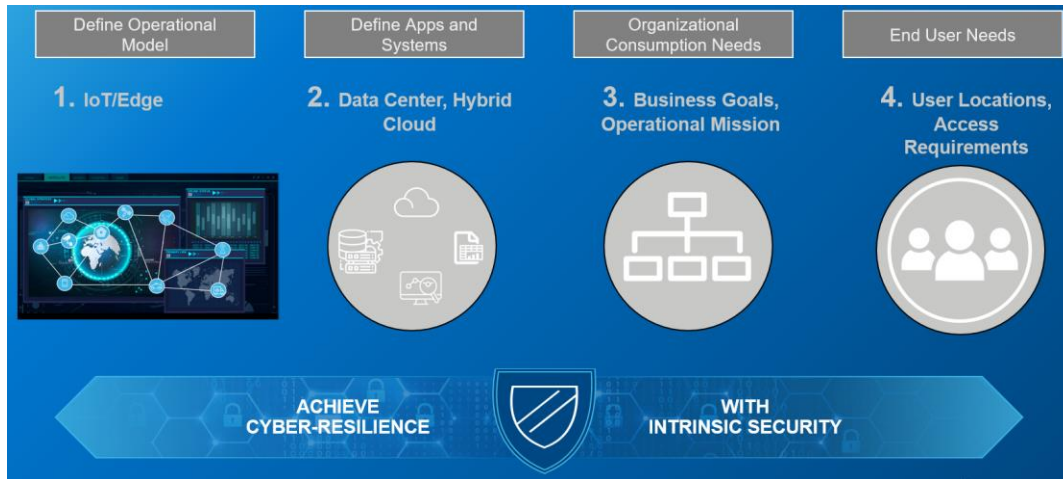 Define Operational
Model
Define Apps and
Systems
Organizational
Consumption Needs
End User Needs
1. IoT/Edge
2. Data Center, Hybrid
Cloud
3. Business Goals,
Operational Mission
4. User Locations,
Access
Requirements
ACHIEVE
CYBER-RESILIENCE
WITH
INTRINSIC SECURITY